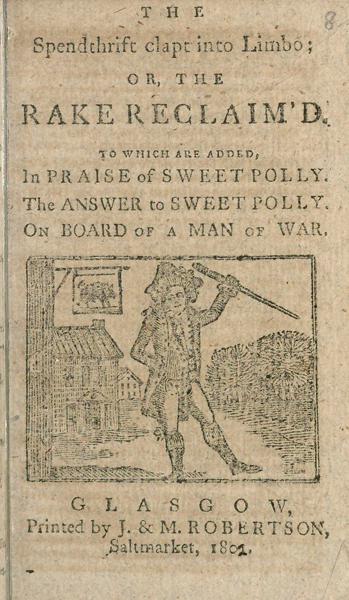 8
THE
Spendthrift clapt into Limbo;
OR, THE
RAKE RECLAIM'D.
TO WHICH ARE ADDED,
In PRAISE of SWEET POLLY.
The ANSWER to SWEET POLLY.
ON BOARD OF A MAN OF WAR.
GLASGOW,
Printed by J. & M. ROBERTSON,
Saltmarket, 1802.